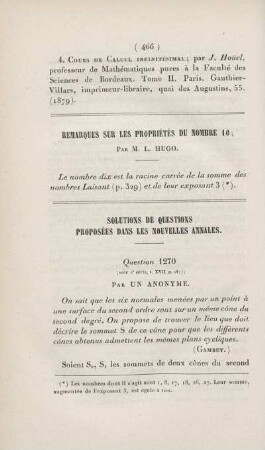 ( 466 )
4. Cours de Calcul infinitésimal; par J. Hoüel,
professeur de Mathématiques pures à la Faculté des
Sciences de Bordeaux. Tome II. Paris. Gauthier-
Villars, imprimeur-libraire, quai des Augustins, 55.
(1879).
REMARQUES SUR LES PROPRIÉTÉS DU NOMBRE 10;
Par M. L. HUGO.
Le nombre dix est la racine carrée de la somme des
nombres Laisant (p. 329) et de leur exposant 3 (*).
SOLUTIONS DE QUESTIONS
PROPOSÉES DANS LES NOUVELLES ANNALES.
Question 1270
(voir 2e série, t. XVII, p.
Par UN ANONYME.
On sait que les six normales menées par un point à
une surface du second ordre sont sur un même cône du
second degré. On propose de trouver le lieu que doit
décrire le sommet S de ce cône pour que les différents
cônes obtenus admettent les mêmes plans cycliques.
(Gambey.)
Soient S₁, S, les sommets de deux cônes du second
(*) Les nombres dont il s'agit sont 1, 8, 17, 18, 26, 27. Leur somme,
augmentée de l'exposant 3, est égale à 100.